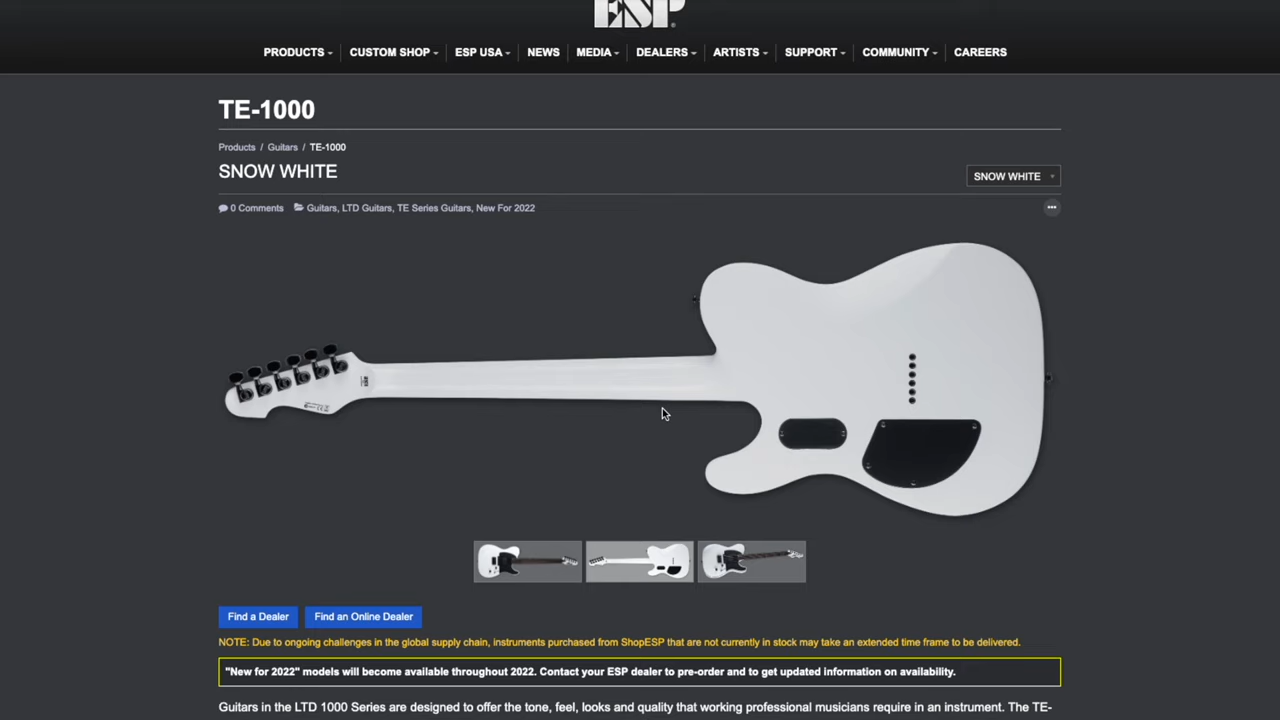 ESP
PRODUCTS CUSTOM SHOP ESP USA NEWS MEDIA DEALERS ARTISTS SUPPORT COMMUNITY CAREERS
TE-1000
Products / Guitars / TE-1000
SNOW WHITE
SNOW WHITE
0 Comments Guitars, LTD Guitars, TE Series Guitars, New For 2022
Find a Dealer Find an Online Dealer
NOTE: Due to ongoing challenges in the global supply chain, instruments purchased from ShopESP that are not currently in stock may take an extended time frame to be delivered.
"New for 2022" models will become available throughout 2022. Contact your ESP dealer to pre-order and to get updated information on availability.
Guitars in the LTD 1000 Series are designed to offer the tone, feel, looks and quality that working professional musicians require in an instrument. The TE-